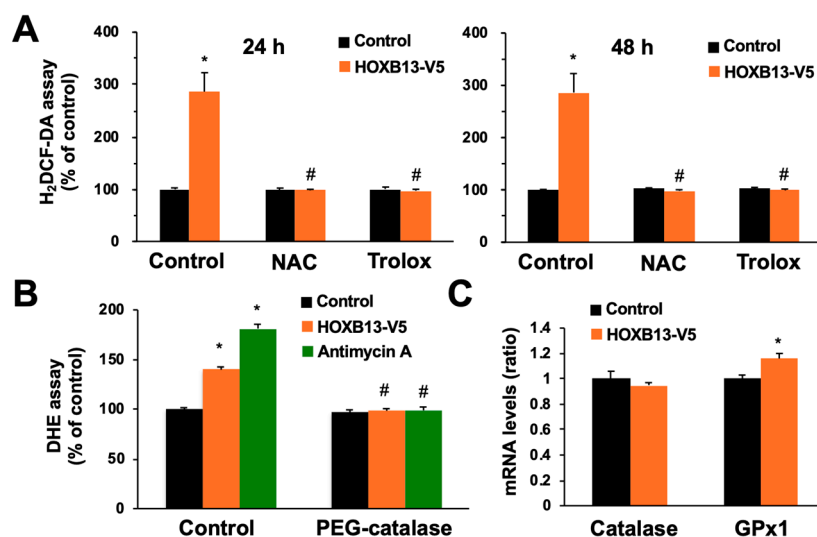 A
H₂DCF-DA assay
(% of control)
400
300
200
100
0
24 h
Control
HOXB13-V5
*
#
#
Control
NAC
Trolox
400
300
200
100
0
48 h
Control
HOXB13-V5
*
#
#
Control
NAC
Trolox
B
DHE assay
(% of control)
200
150
100
50
0
Control
HOXB13-V5
Antimycin A
*
*
#
#
Control
PEG-catalase
C
mRNA levels (ratio)
1.4
1.2
1
0.8
0.6
0.4
0.2
0
Control
HOXB13-V5
*
Catalase
GPx1